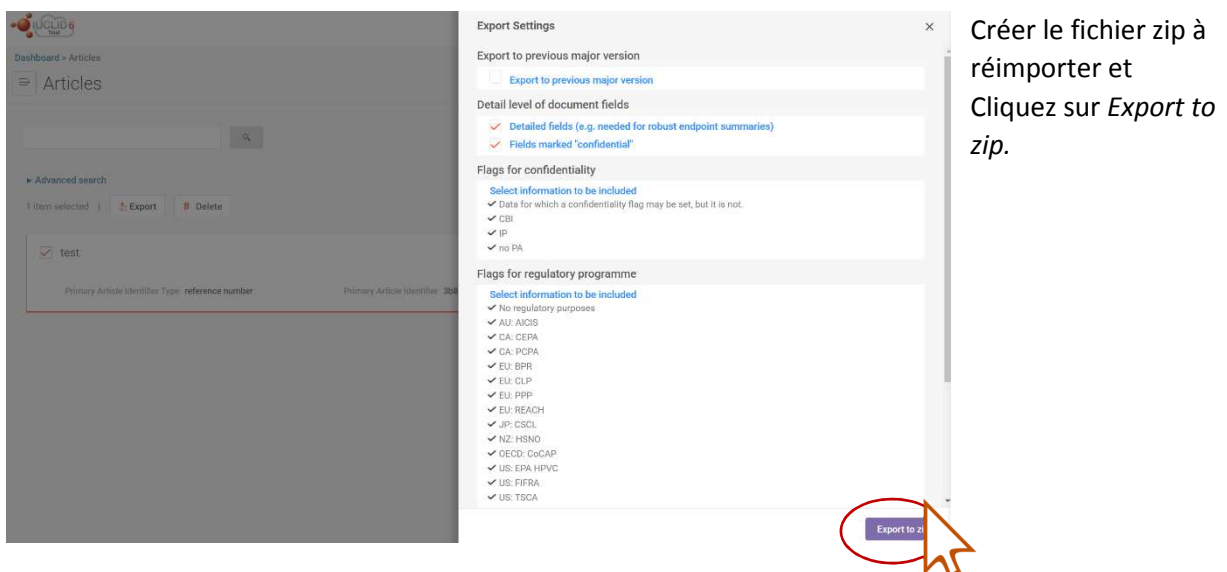 IUCLID 6
Trial
Dashboard > Articles
Articles
Advanced search
1 item selected | Export Delete
test
Primary Article Identifier Type reference number Primary Article Identifier
Export Settings ×
Export to previous major version
Export to previous major version
Detail level of document fields
Detailed fields (e.g. needed for robust endpoint summaries)
Fields marked "confidential"
Flags for confidentiality
Select information to be included
Data for which a confidentiality flag may be set, but it is not.
CBI
IP
no PA
Flags for regulatory programme
Select information to be included
No regulatory purposes
AU: AICIS
CA: CEPA
CA: PCPA
EU: BPR
EU: CLP
EU: PPP
EU: REACH
JP: CSCL
NZ: HSNO
OECD: CoCAP
US: EPA HPVC
US: FIFRA
US: TSCA
Export to
Créer le fichier zip à
réimporter et
Cliquez sur Export to
zip.